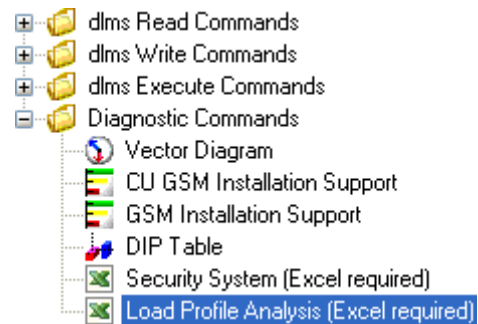 dlms Read Commands
dlms Write Commands
dlms Execute Commands
Diagnostic Commands
Vector Diagram
CU GSM Installation Support
GSM Installation Support
DIP Table
Security System (Excel required)
Load Profile Analysis (Excel required)